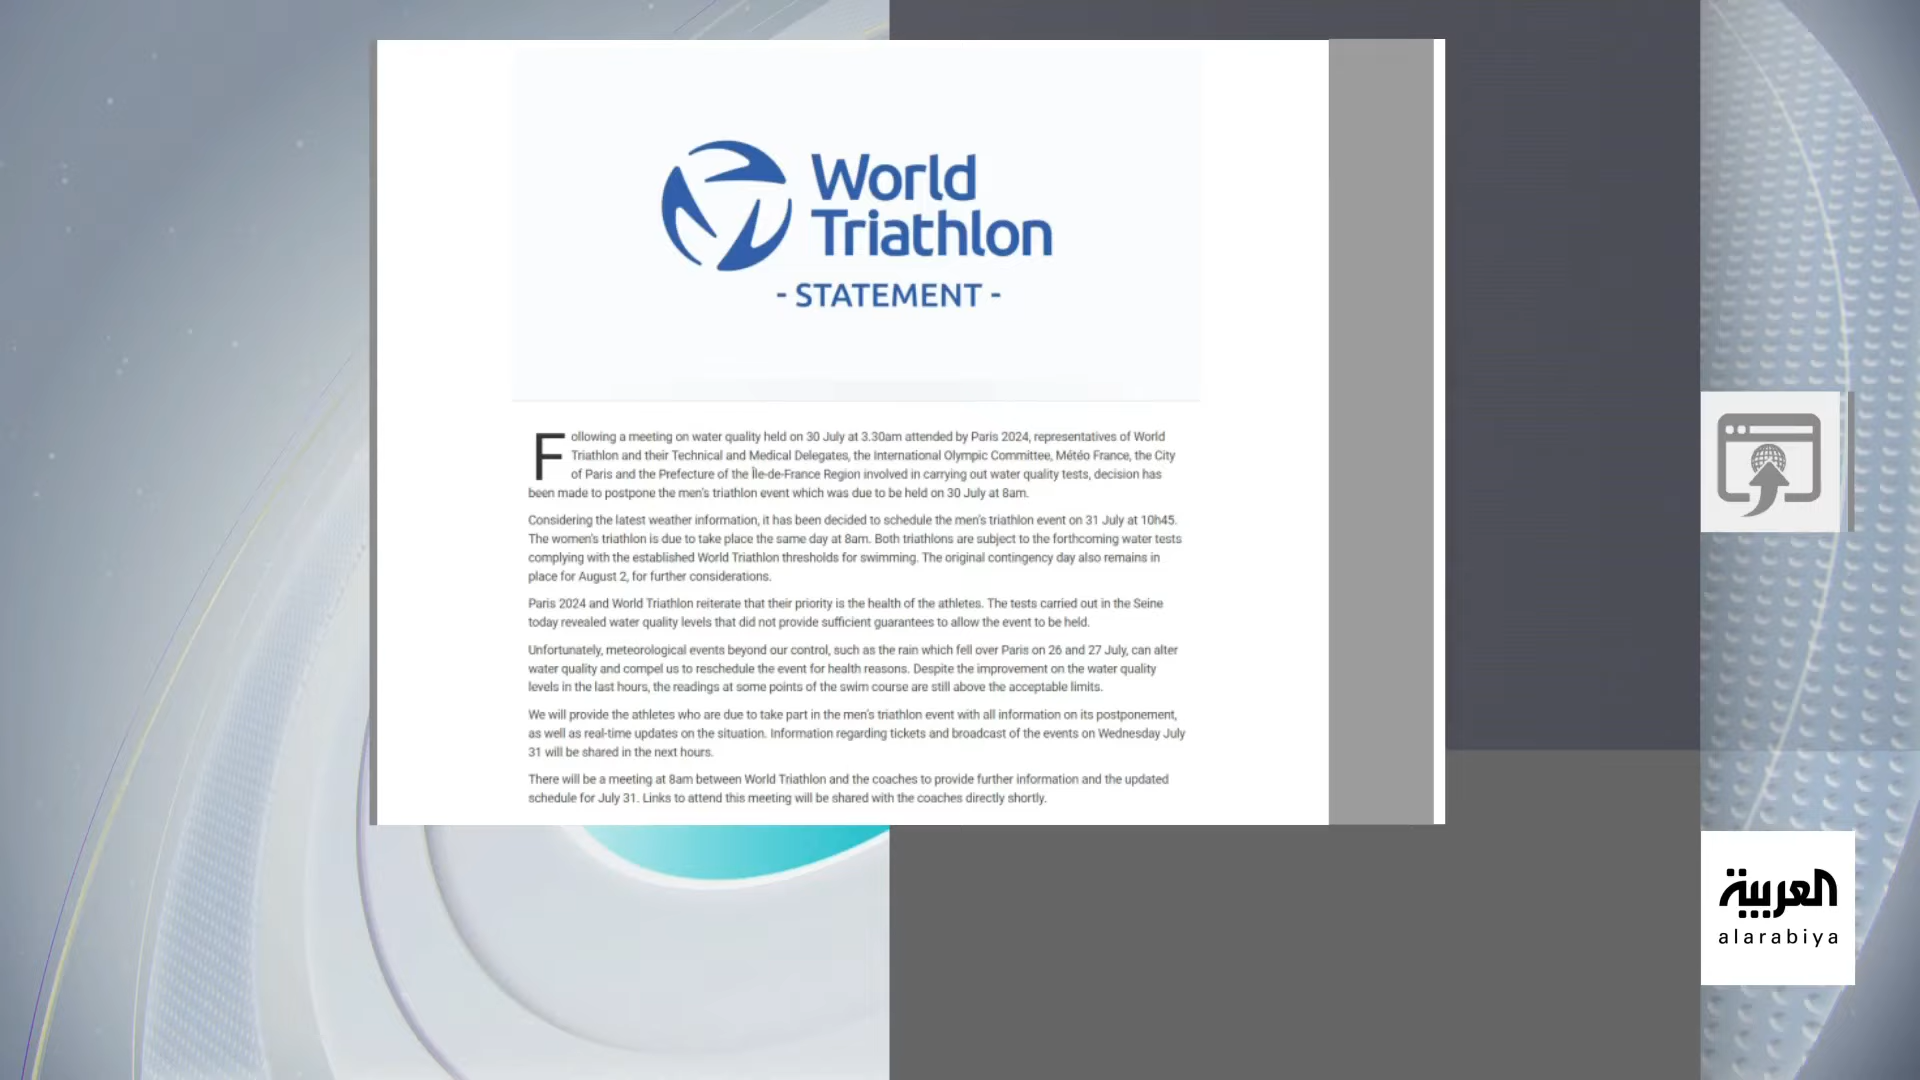 World
Triathlon
- STATEMENT -
Following a meeting on water quality held on 30 July at 3.30am attended by Paris 2024, representatives of World
Triathlon and their Technical and Medical Delegates, the International Olympic Committee, Météo France, the City
of Paris and the Prefecture of the Île-de-France Region involved in carrying out water quality tests, decision has
been made to postpone the men's triathlon event which was due to be held on 30 July at 8am.
Considering the latest weather information, it has been decided to schedule the men's triathlon event on 31 July at 10h45.
The women's triathlon is due to take place the same day at 8am. Both triathlons are subject to the forthcoming water tests
complying with the established World Triathlon thresholds for swimming. The original contingency day also remains in
place for August 2, for further considerations.
Paris 2024 and World Triathlon reiterate that their priority is the health of the athletes. The tests carried out in the Seine
today revealed water quality levels that did not provide sufficient guarantees to allow the event to be held.
Unfortunately, meteorological events beyond our control, such as the rain which fell over Paris on 26 and 27 July, can alter
water quality and compel us to reschedule the event for health reasons. Despite the improvement on the water quality
levels in the last hours, the readings at some points of the swim course are still above the acceptable limits.
We will provide the athletes who are due to take part in the men's triathlon event with all information on its postponement,
as well as real-time updates on the situation. Information regarding tickets and broadcast of the events on Wednesday July
31 will be shared in the next hours.
There will be a meeting at 8am between World Triathlon and the coaches to provide further information and the updated
schedule for July 31. Links to attend this meeting will be shared with the coaches directly shortly.
العربية
alarabiya